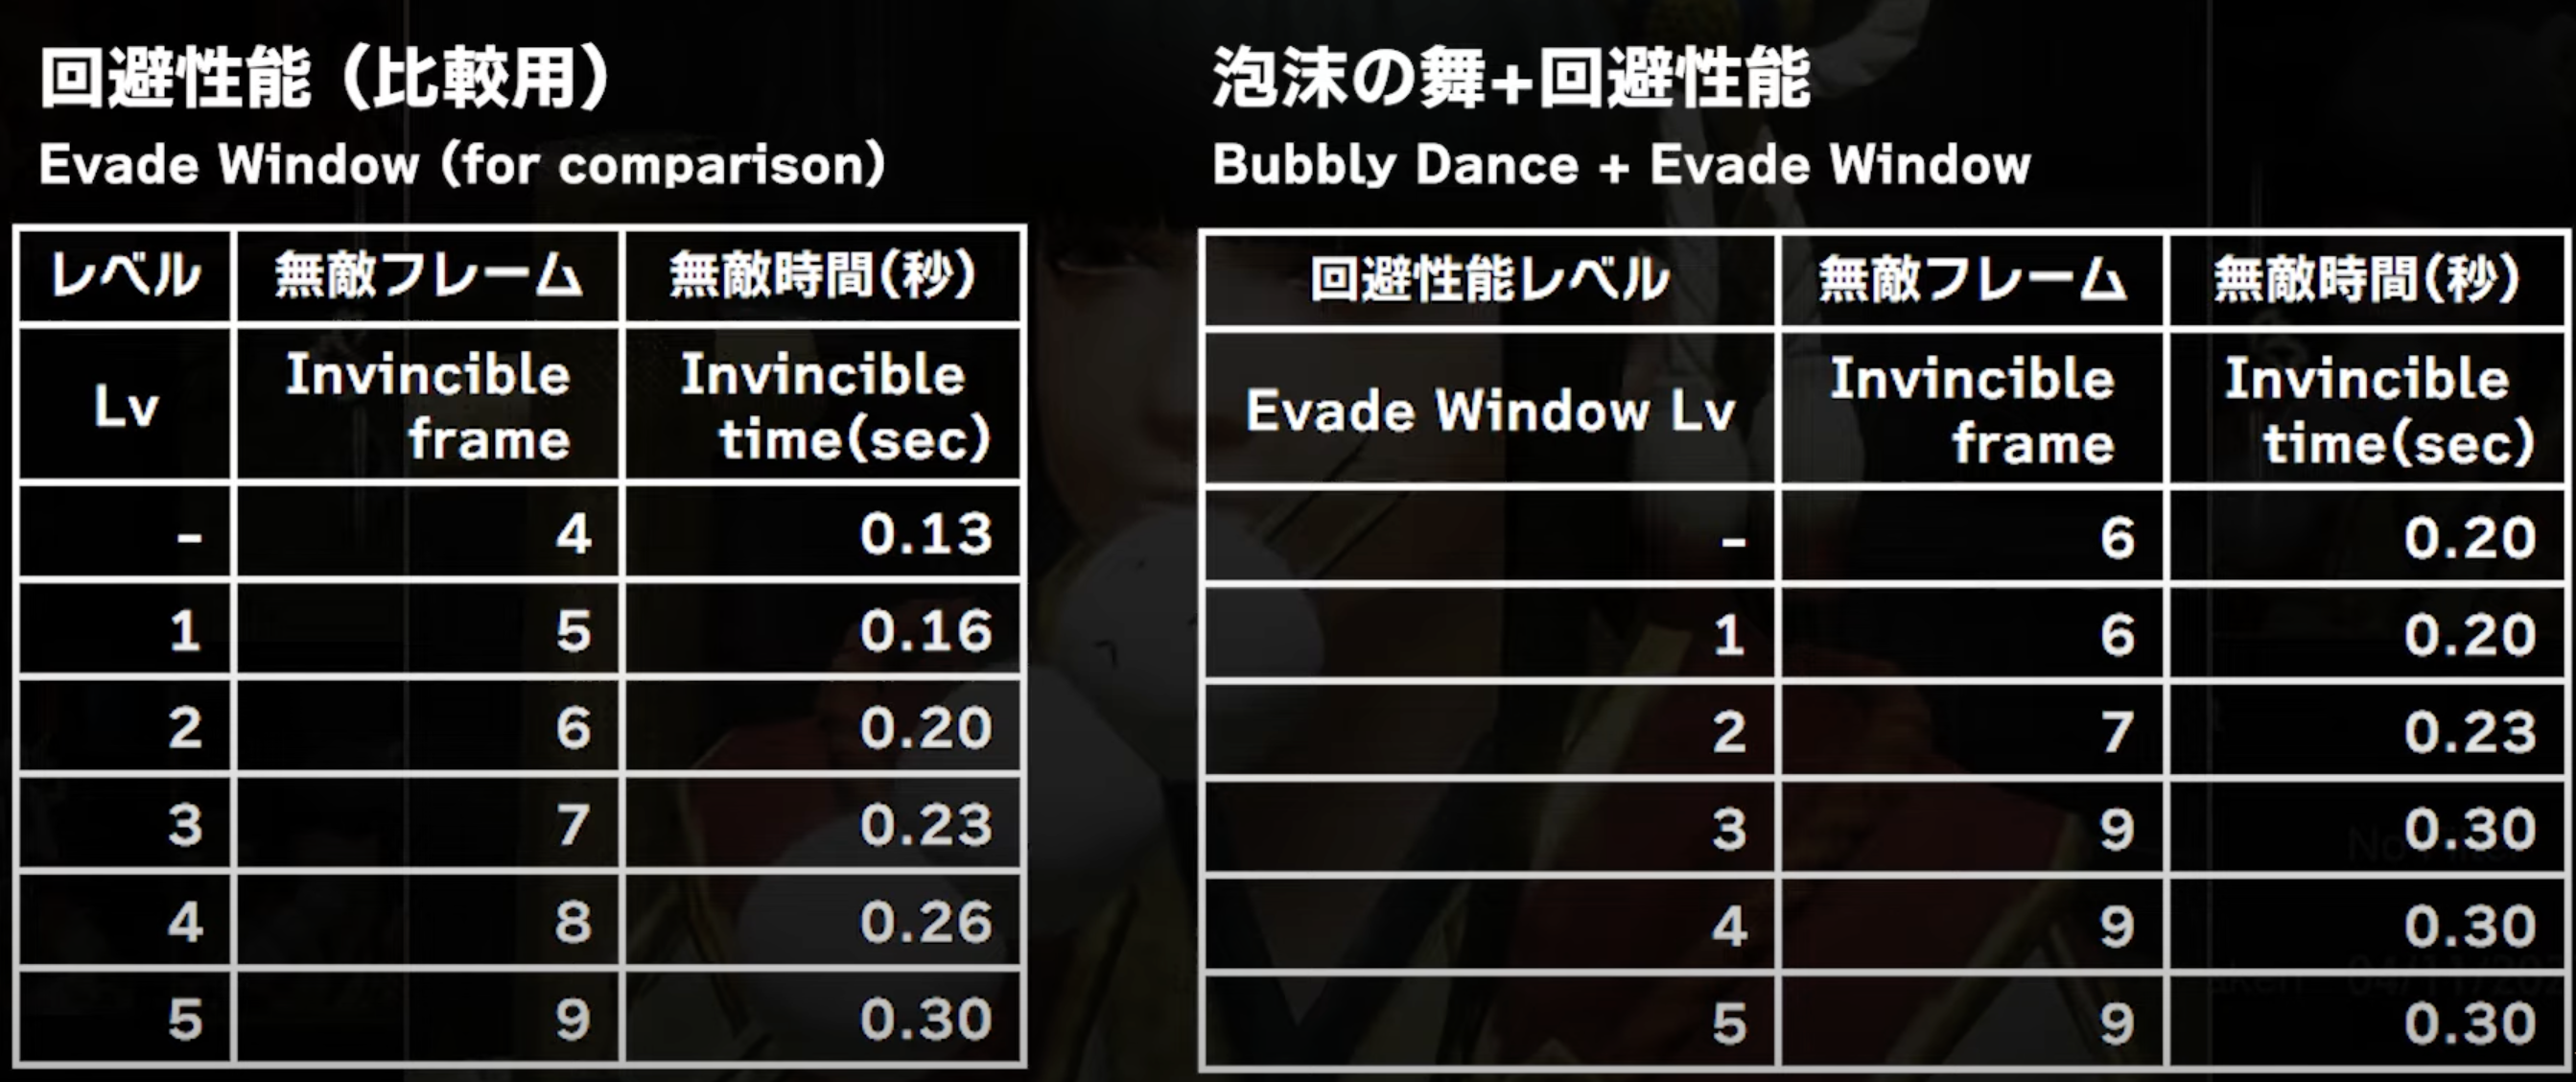 回避性能（比較用）
Evade Window (for comparison)
レベル 無敵フレーム 無敵時間(秒)
Lv Invincible frame Invincible time(sec)
- 4 0.13
1 5 0.16
2 6 0.20
3 7 0.23
4 8 0.26
5 9 0.30
泡沫の舞+回避性能
Bubbly Dance + Evade Window
回避性能レベル 無敵フレーム 無敵時間(秒)
Evade Window Lv Invincible frame Invincible time(sec)
- 6 0.20
1 6 0.20
2 7 0.23
3 9 0.30
4 9 0.30
5 9 0.30